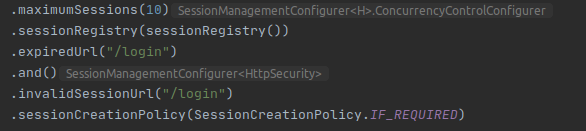 .maximumSessions(10) SessionManagementConfigurer<H>.ConcurrencyControlConfigurer
.sessionRegistry(sessionRegistry())
.expiredUrl("/login")
.and() SessionManagementConfigurer<HttpSecurity>
.invalidSessionUrl("/login")
.sessionCreationPolicy(SessionCreationPolicy.IF_REQUIRED)